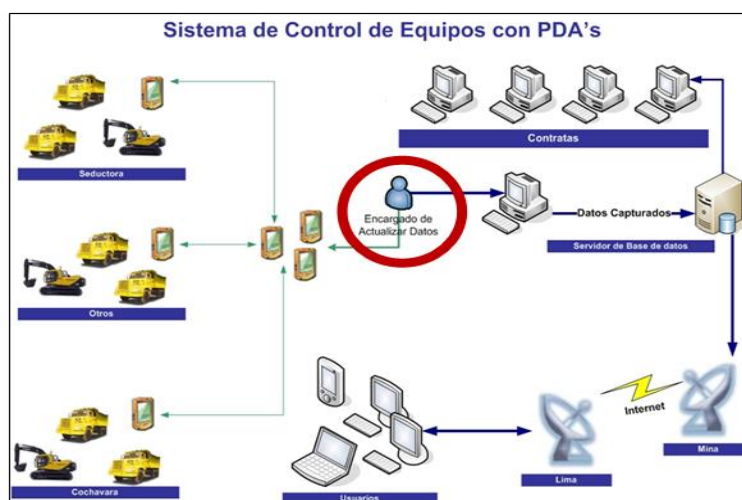 Sistema de Control de Equipos con PDA's
Contratas
Seductora
Encargado de
Actualizar Datos
Datos Capturados
Servidor de Base de datos
Otros
Internet
Mina
Lima
Cochavara
Usuarios